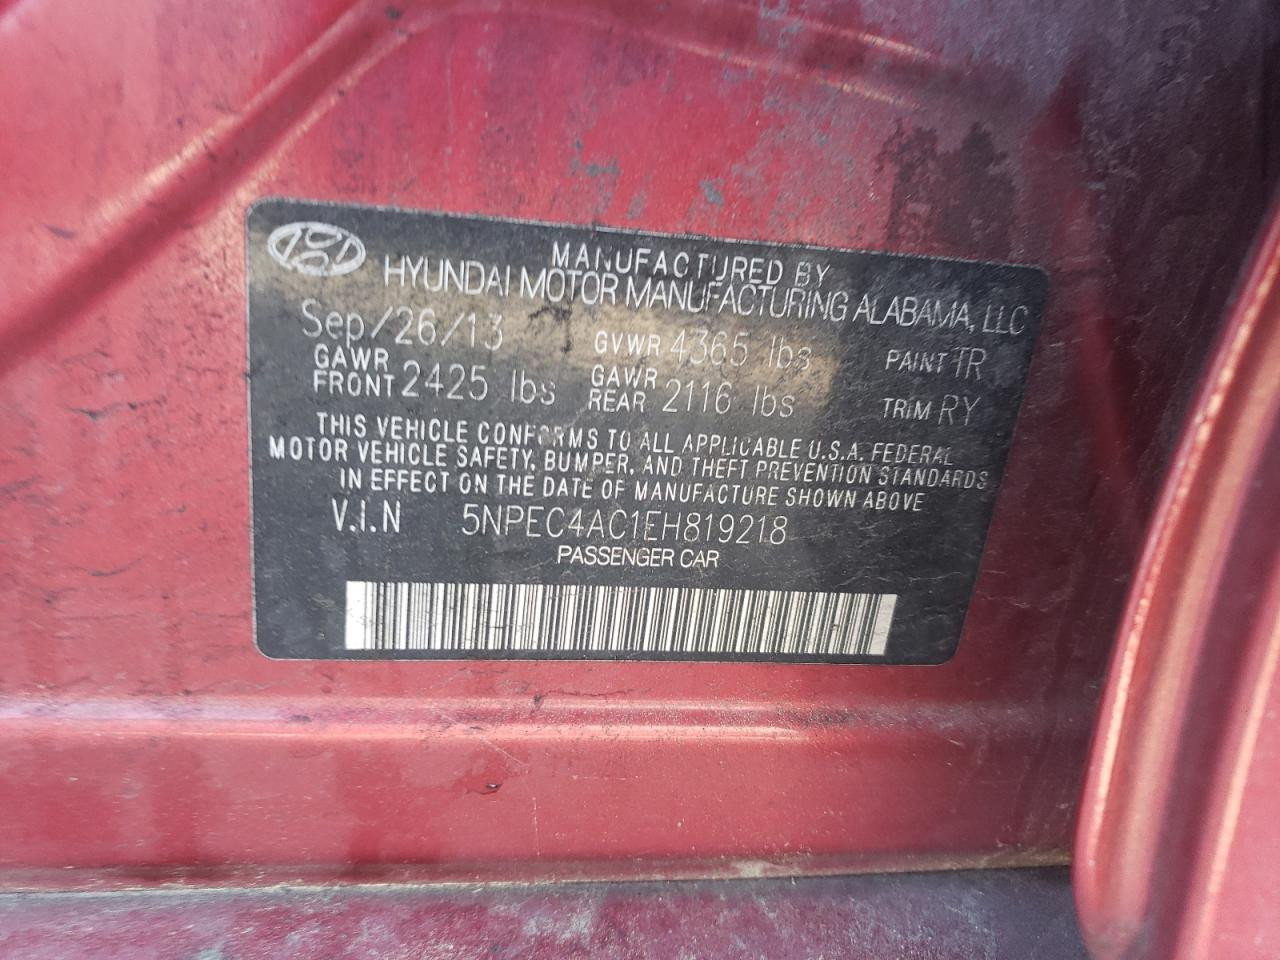 MANUFACTURED BY
HYUNDAI MOTOR MANUFACTURING ALABAMA, LLC
Sep/26/13 GVWR 4365 lbs PAINT TR
GAWR FRONT 2425 lbs GAWR REAR 2116 lbs TRIM RY
THIS VEHICLE CONFORMS TO ALL APPLICABLE U.S.A. FEDERAL
MOTOR VEHICLE SAFETY, BUMPER, AND THEFT PREVENTION STANDARDS
IN EFFECT ON THE DATE OF MANUFACTURE SHOWN ABOVE
V.I.N 5NPEC4AC1EH819218
PASSENGER CAR